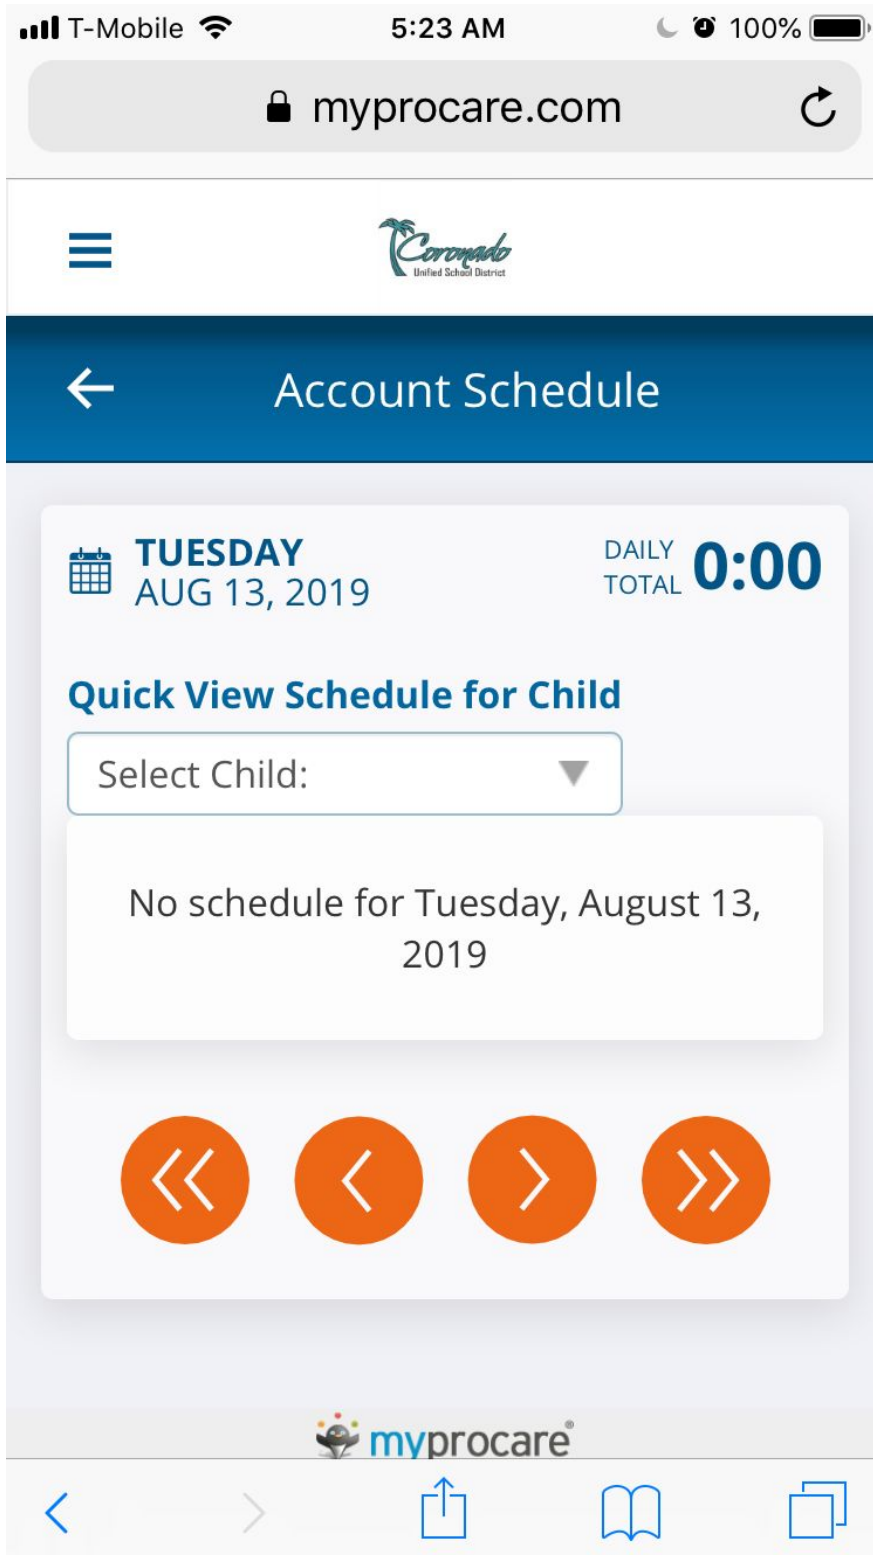 T-Mobile 5:23 AM 100%
myprocare.com
Coronado
Unified School District
Account Schedule
TUESDAY
AUG 13, 2019
DAILY
TOTAL
0:00
Quick View Schedule for Child
Select Child:
No schedule for Tuesday, August 13,
2019
myprocare®